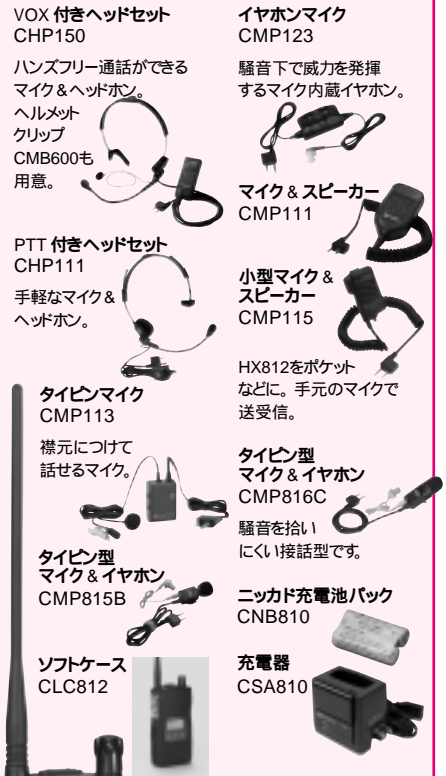 VOX 付きヘッドセット
CHP150
ハンズフリー通話ができる
マイク&ヘッドホン。
ヘルメット
クリップ
CMB600も
用意。
PTT 付きヘッドセット
CHP111
手軽なマイク&
ヘッドホン。
タイピンマイク
CMP113
襟元につけて
話せるマイク。
タイピン型
マイク&イヤホン
CMP815B
ソフトケース
CLC812
イヤホンマイク
CMP123
騒音下で威力を発揮
するマイク内蔵イヤホン。
マイク&スピーカー
CMP111
小型マイク&
スピーカー
CMP115
HX812をポケット
などに。手元のマイクで
送受信。
タイピン型
マイク&イヤホン
CMP816C
騒音を拾い
にくい接話型です。
ニッカド充電池パック
CNB810
充電器
CSA810